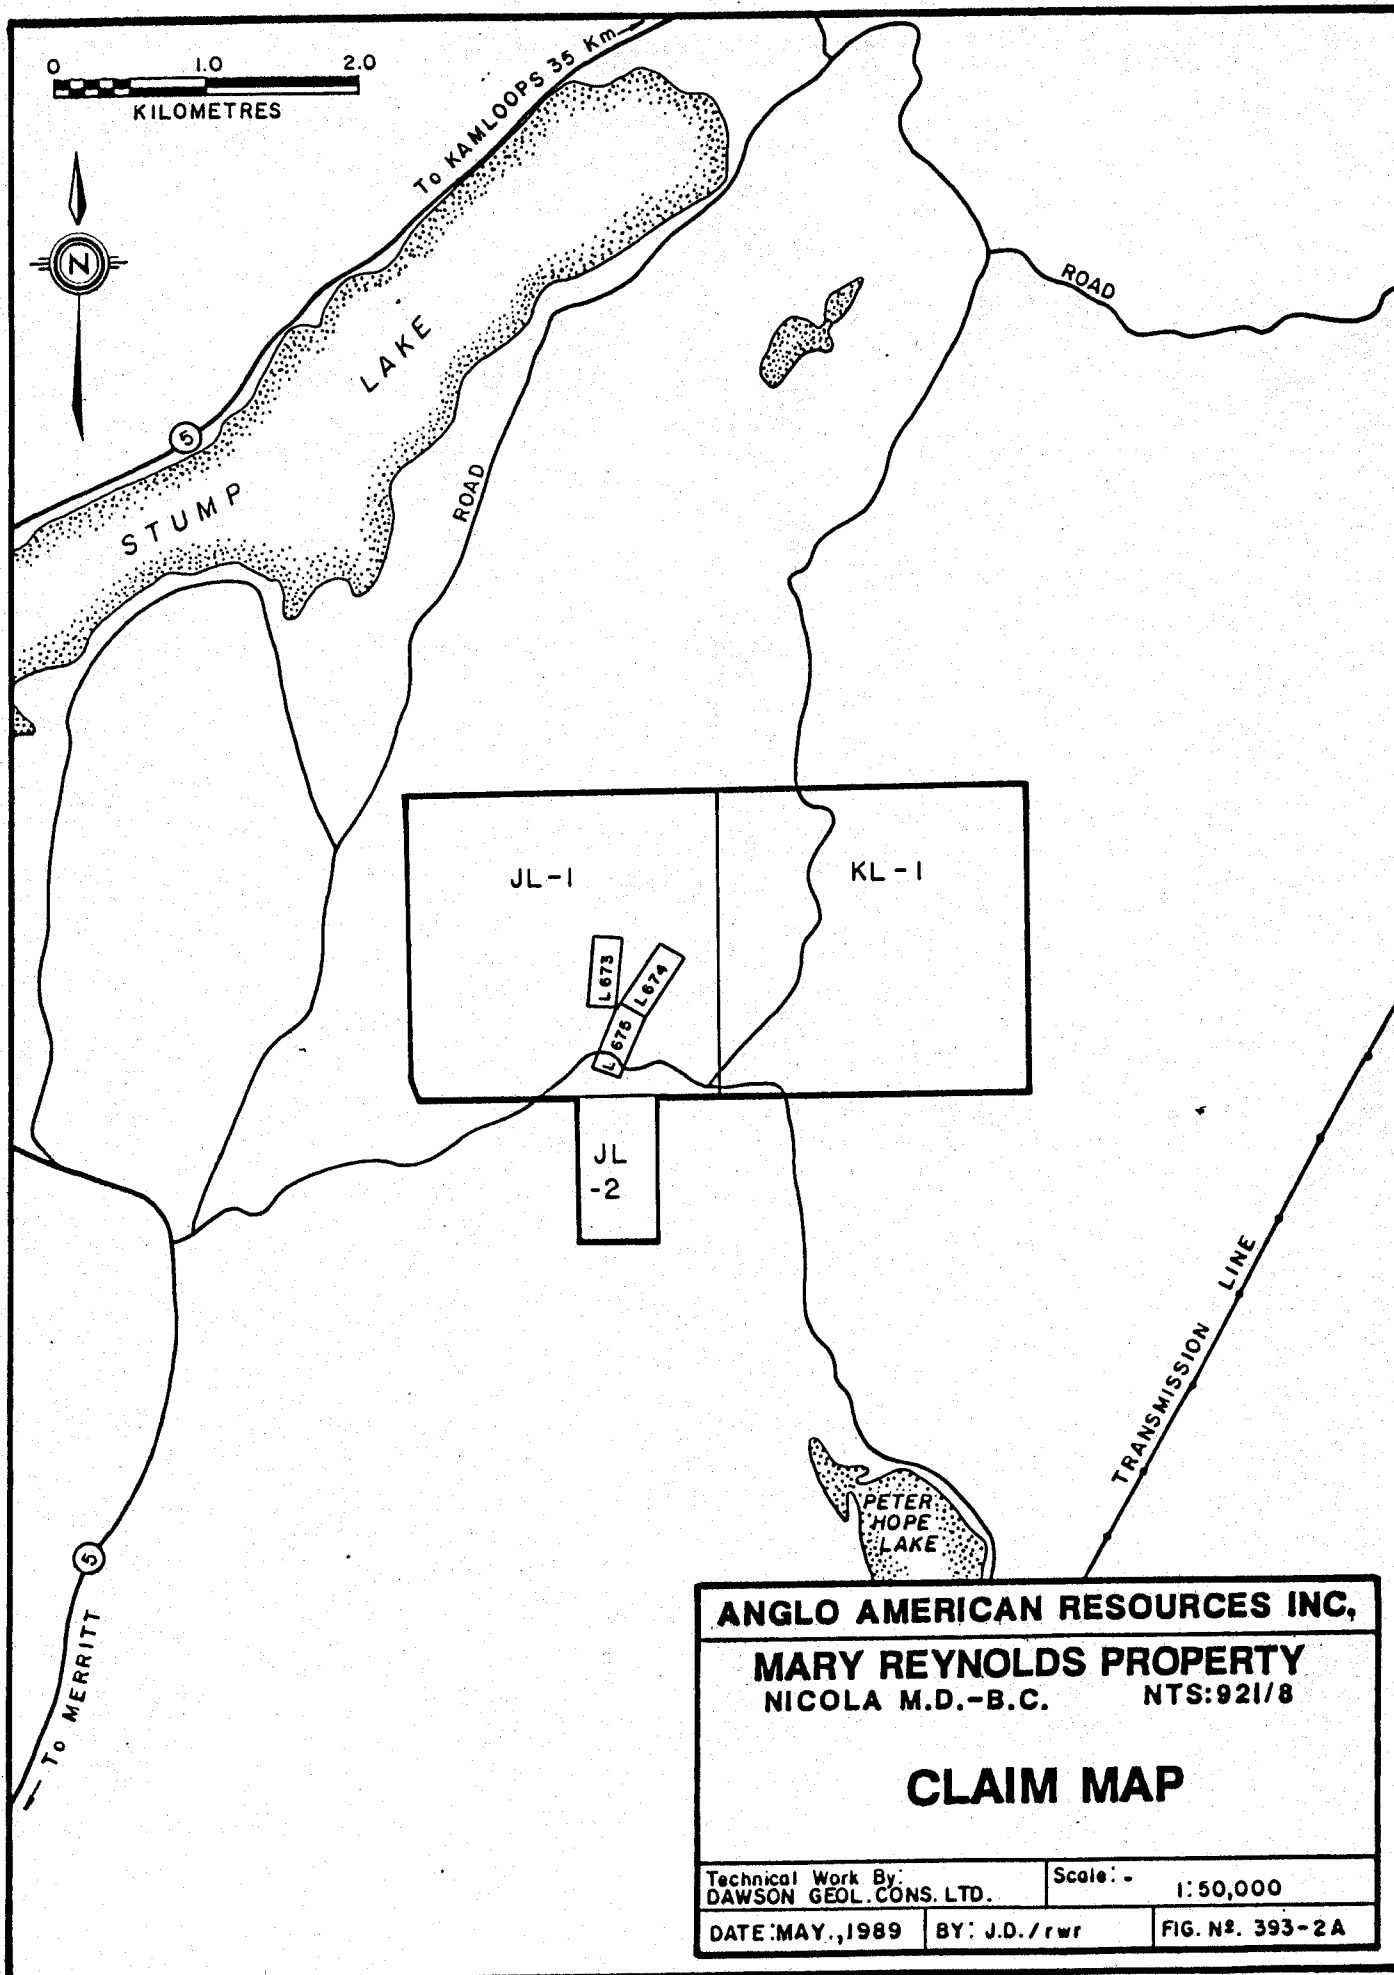 0 1.0 2.0
KILOMETRES
To KAMLOOPS 35 Km
N
ROAD
LAKE
5
STUMP
ROAD
JL-1
KL-1
L673
L674
L 675
JL
-2
TRANSMISSION LINE
PETER
HOPE
LAKE
5
To MERRITT
ANGLO AMERICAN RESOURCES INC,
MARY REYNOLDS PROPERTY
NICOLA M.D.-B.C. NTS:92I/8
CLAIM MAP
Technical Work By:
DAWSON GEOL.CONS. LTD.
Scale:- 1:50,000
DATE:MAY.,1989
BY: J.D./rwr
FIG. Nº. 393-2A